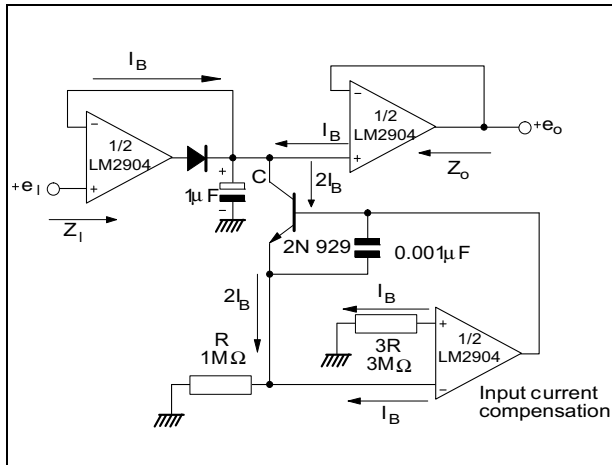 I_B
1/2
LM2904
+e_I
Z_I
−
+
+
−
C
1μF
I_B
2I_B
−
+
1/2
LM2904
+e_o
Z_o
2N 929
0.001μF
2I_B
R
1MΩ
I_B
3R
3MΩ
+
−
1/2
LM2904
I_B
Input current
compensation